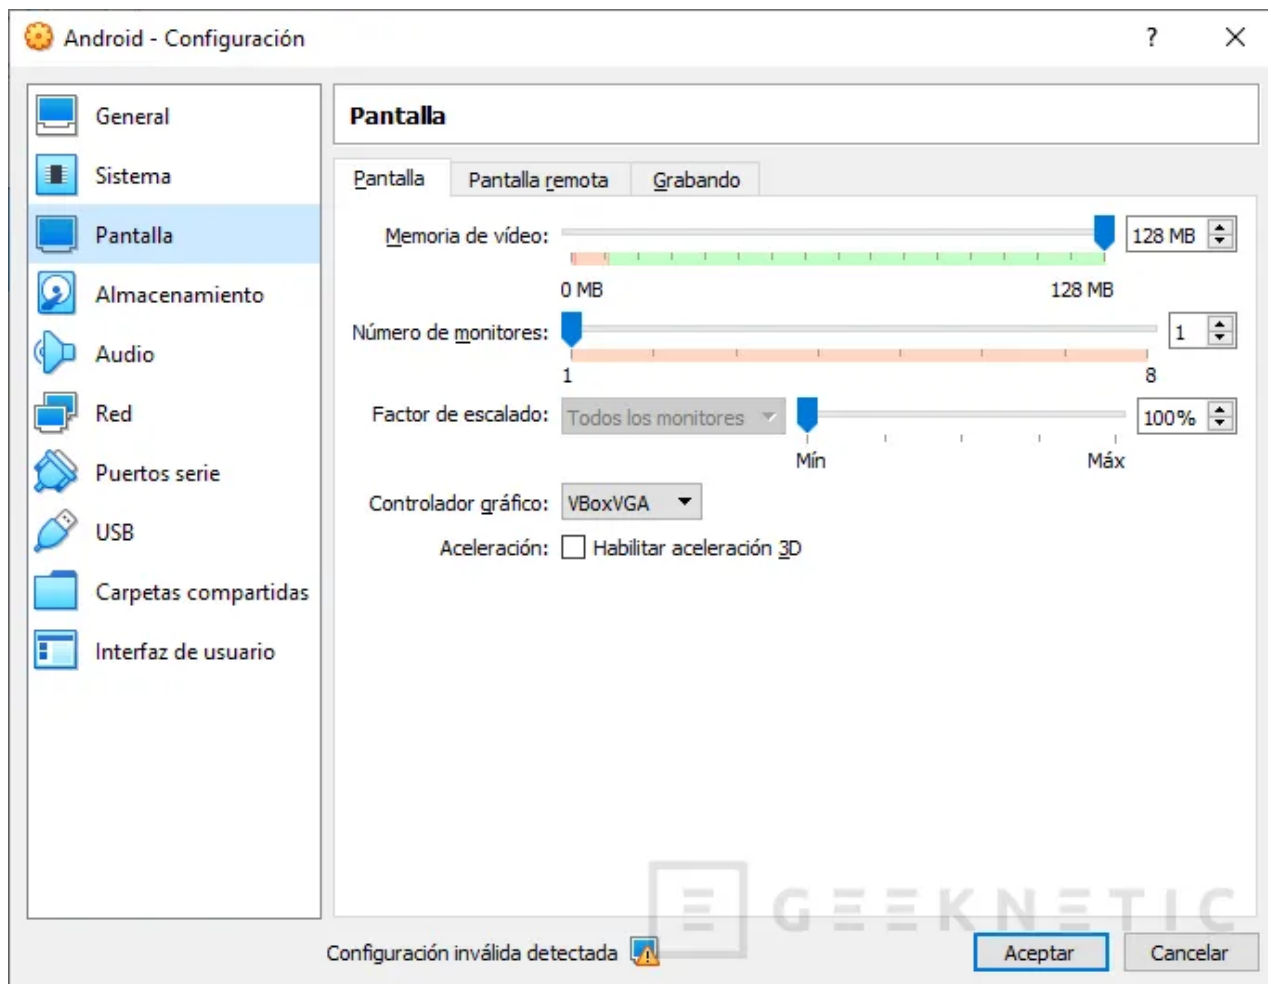 Android - Configuración
?
General
Sistema
Pantalla
Almacenamiento
Audio
Red
Puertos serie
USB
Carpetas compartidas
Interfaz de usuario
Pantalla
Pantalla Pantalla remota Grabando
Memoria de vídeo: 128 MB
0 MB 128 MB
Número de monitores: 1
1 8
Factor de escalado: Todos los monitores 100%
Mín Máx
Controlador gráfico: VBoxVGA
Aceleración: Habilitar aceleración 3D
GEEKNETIC
Configuración inválida detectada Aceptar Cancelar